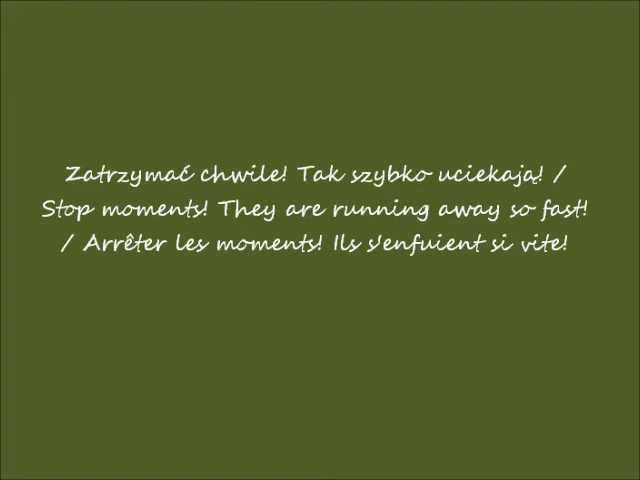 Zatrzymać chwile! Tak szybko uciekają! /
Stop moments! They are running away so fast!
/ Arrêter les moments! Ils s'enfuient si vite!